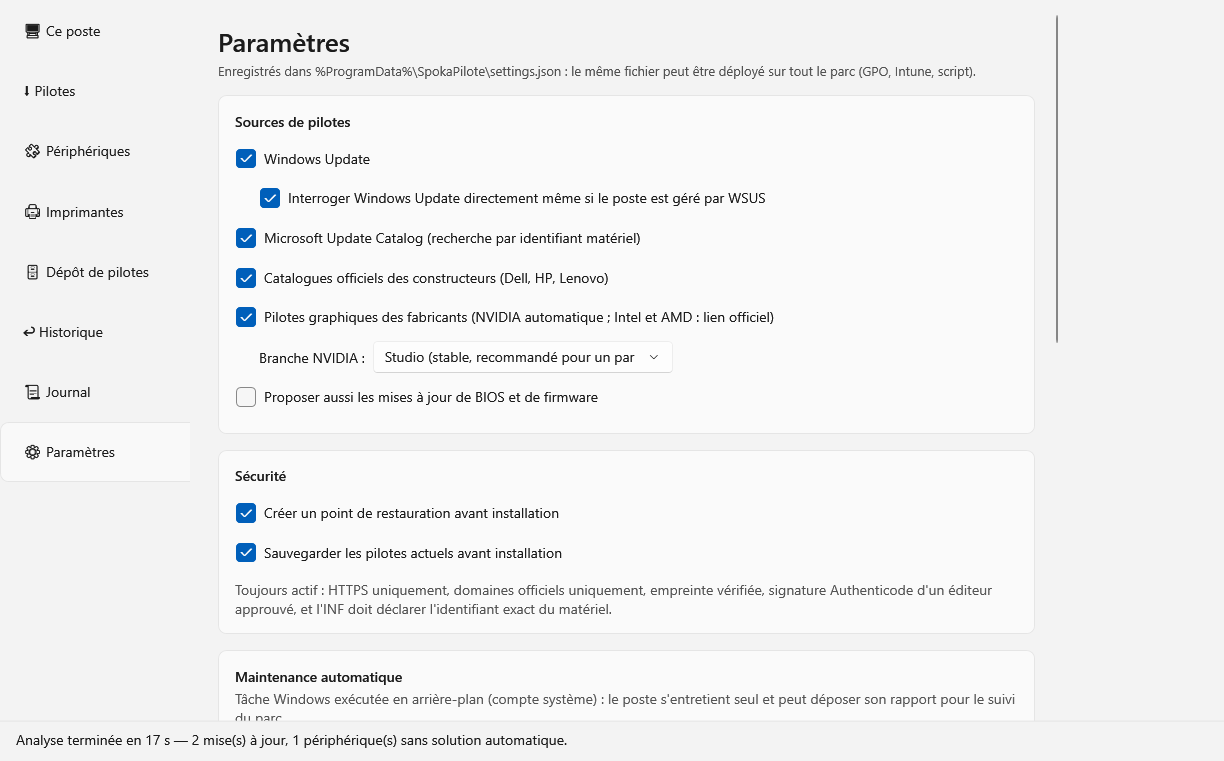 Ce poste
Pilotes
Périphériques
Imprimantes
Dépôt de pilotes
Historique
Journal
Paramètres
Paramètres
Enregistrés dans %ProgramData%\SpokaPilote\settings.json : le même fichier peut être déployé sur tout le parc (GPO, Intune, script).
Sources de pilotes
Windows Update
Interroger Windows Update directement même si le poste est géré par WSUS
Microsoft Update Catalog (recherche par identifiant matériel)
Catalogues officiels des constructeurs (Dell, HP, Lenovo)
Pilotes graphiques des fabricants (NVIDIA automatique ; Intel et AMD : lien officiel)
Branche NVIDIA : Studio (stable, recommandé pour un par
Proposer aussi les mises à jour de BIOS et de firmware
Sécurité
Créer un point de restauration avant installation
Sauvegarder les pilotes actuels avant installation
Toujours actif : HTTPS uniquement, domaines officiels uniquement, empreinte vérifiée, signature Authenticode d'un éditeur
approuvé, et l'INF doit déclarer l'identifiant exact du matériel.
Maintenance automatique
Tâche Windows exécutée en arrière-plan (compte système) : le poste s'entretient seul et peut déposer son rapport pour le suivi
du parc
Analyse terminée en 17 s — 2 mise(s) à jour, 1 périphérique(s) sans solution automatique.